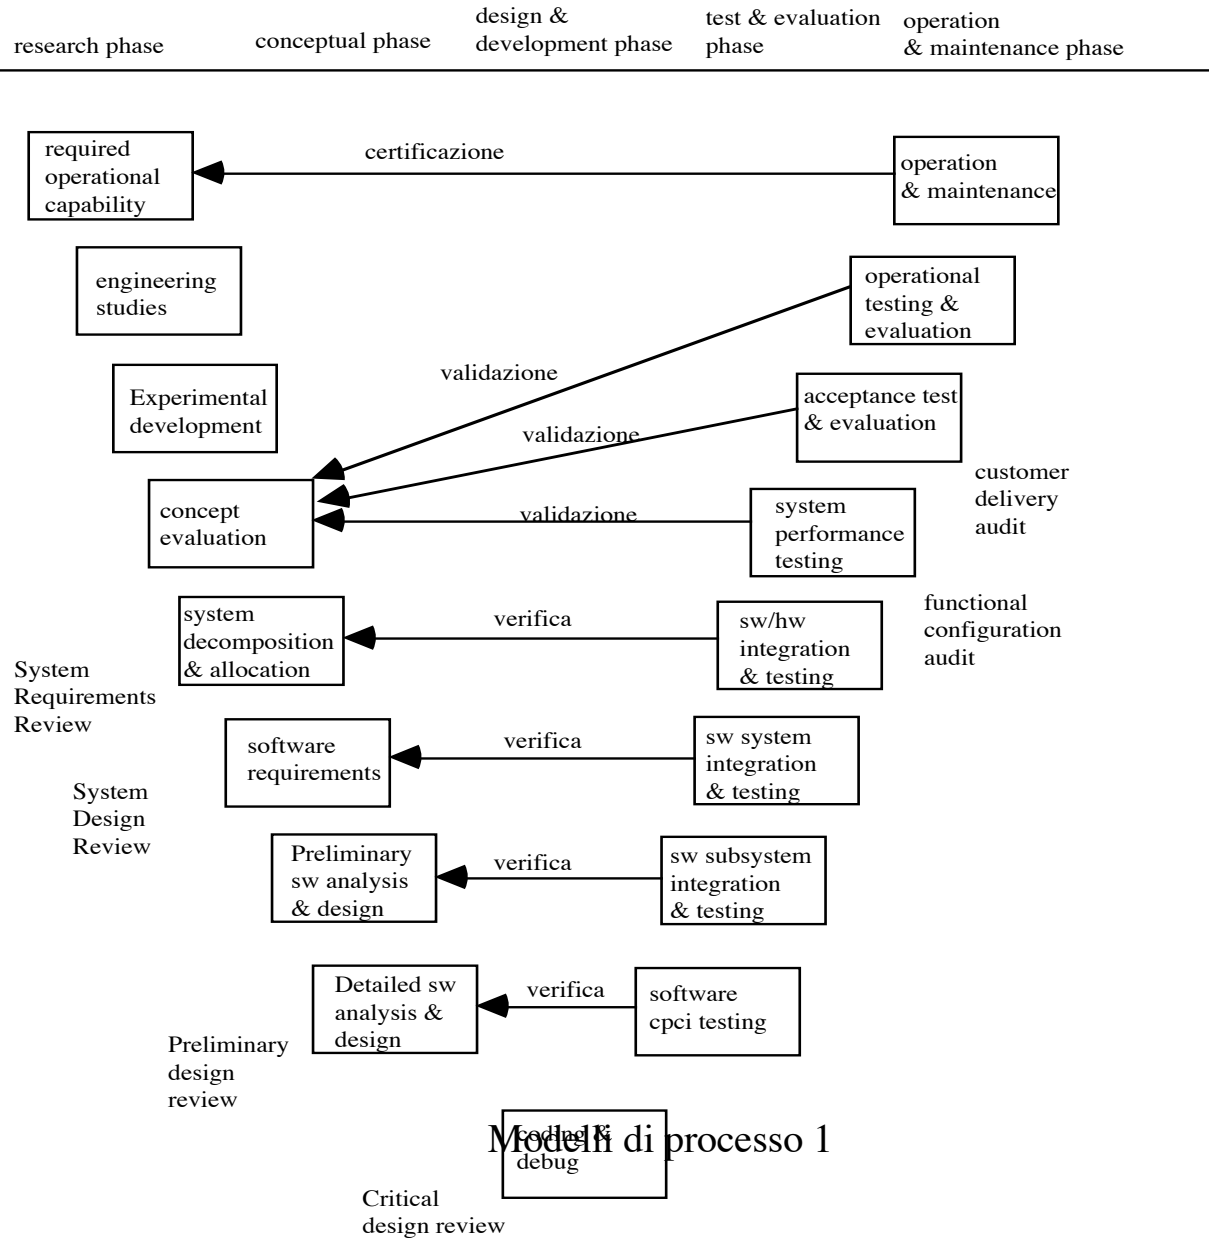 research phase
conceptual phase
design &
development phase
test & evaluation
phase
operation
& maintenance phase
required
operational
capability
certificazione
operation
& maintenance
engineering
studies
operational
testing &
evaluation
validazione
Experimental
development
acceptance test
& evaluation
validazione
customer
delivery
audit
concept
evaluation
validazione
system
performance
testing
system
decomposition
& allocation
verifica
sw/hw
integration
& testing
functional
configuration
audit
System
Requirements
Review
software
requirements
verifica
sw system
integration
& testing
System
Design
Review
Preliminary
sw analysis
& design
verifica
sw subsystem
integration
& testing
Detailed sw
analysis &
design
verifica
software
cpci testing
Preliminary
design
review
coding &
debug
Modelli di processo 1
Critical
design review